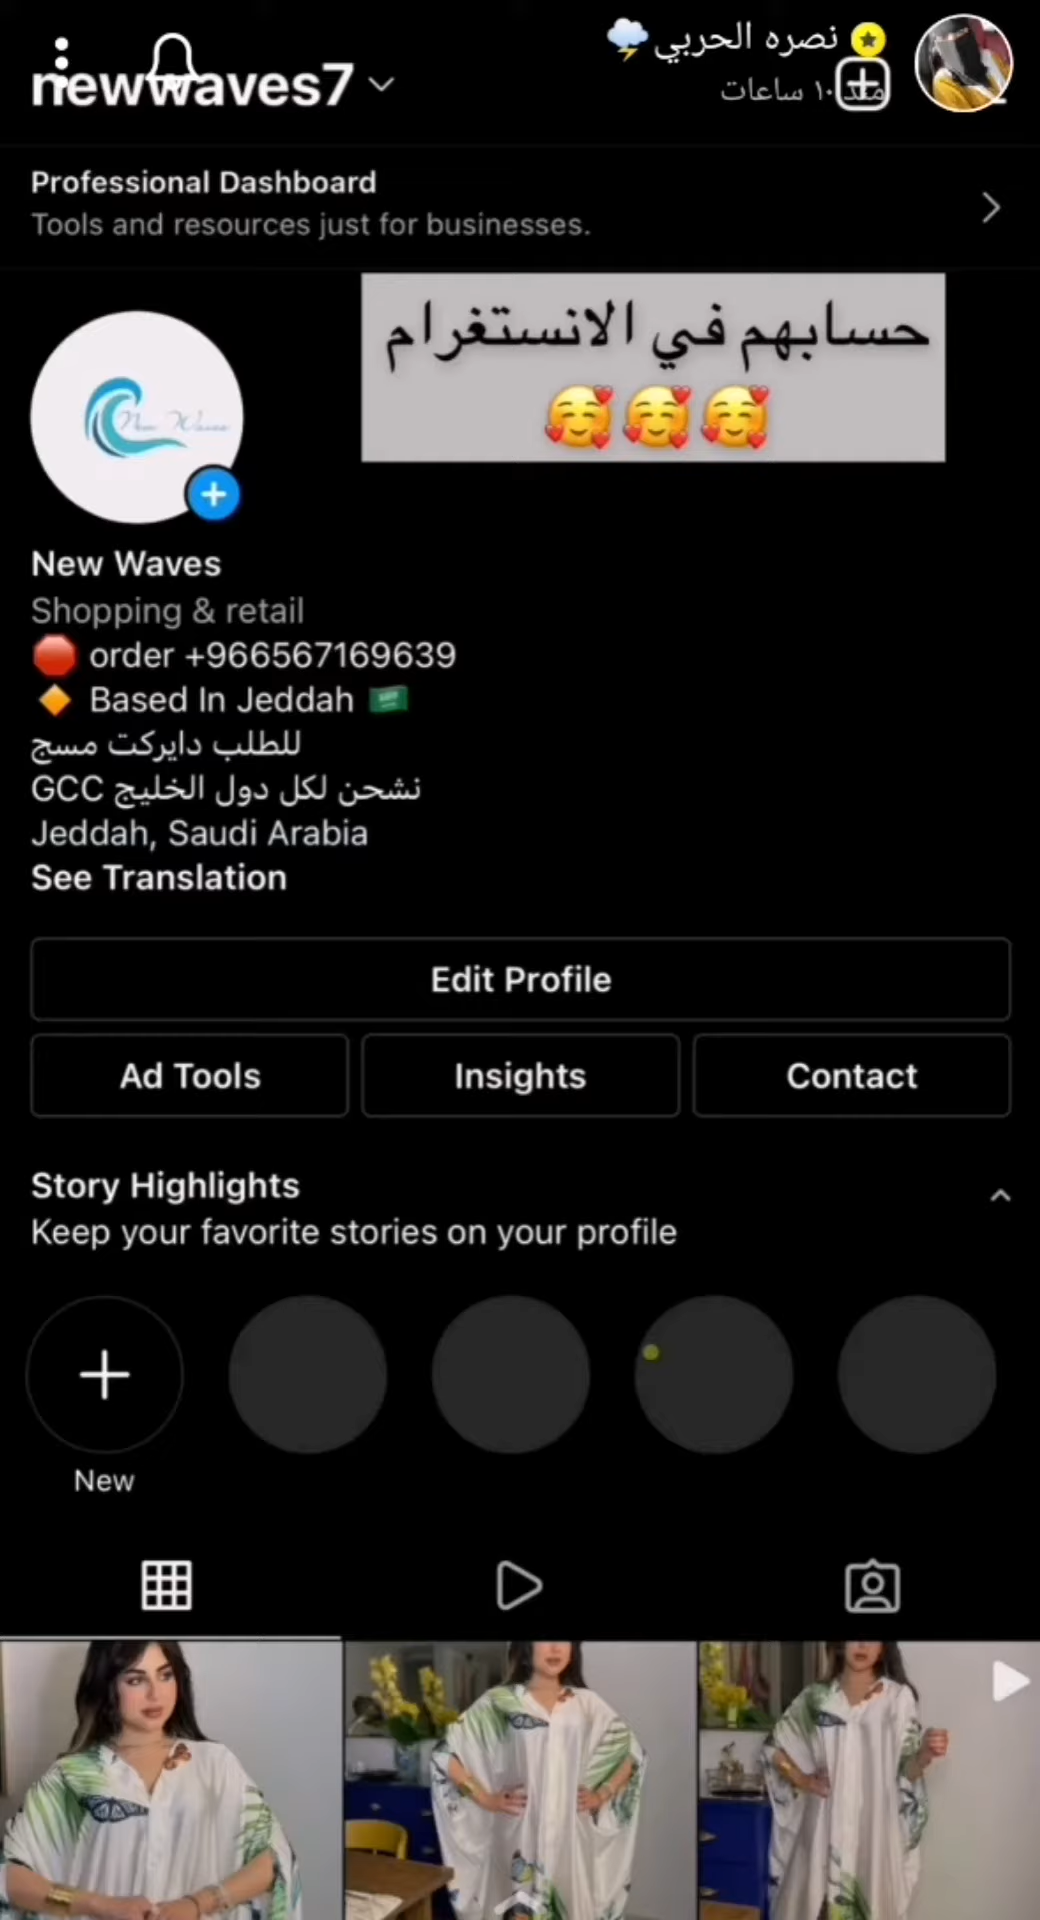 نصره الحربي
منذ ١٠ ساعات
newwaves7
Professional Dashboard
Tools and resources just for businesses.
حسابهم في الانستغرام
🥰🥰🥰
New Waves
New Waves
Shopping & retail
🛑 order +966567169639
🔸 Based In Jeddah 🇸🇦
للطلب دايركت مسج
نشحن لكل دول الخليج GCC
Jeddah, Saudi Arabia
See Translation
Edit Profile
Ad Tools
Insights
Contact
Story Highlights
Keep your favorite stories on your profile
New